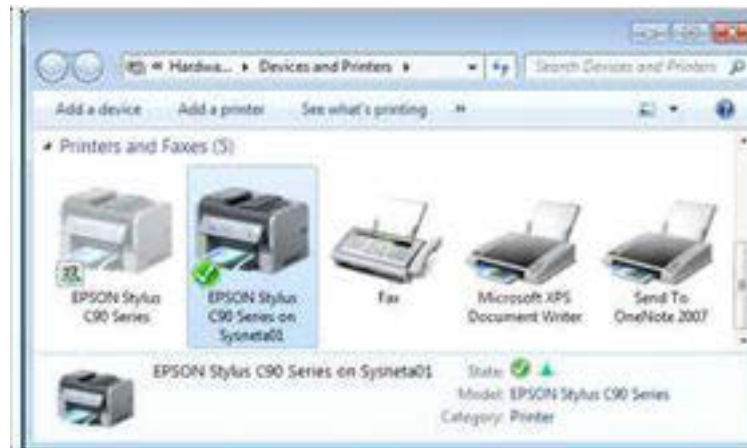 « Hardwa... ▸ Devices and Printers ▸
Search Devices and Printers
Add a device Add a printer See what's printing »
Printers and Faxes (5)
EPSON Stylus
C90 Series
EPSON Stylus
C90 Series on
Sysneta01
Fax
Microsoft XPS
Document Writer
Send To
OneNote 2007
EPSON Stylus C90 Series on Sysneta01
State:
Model: EPSON Stylus C90 Series
Category: Printer